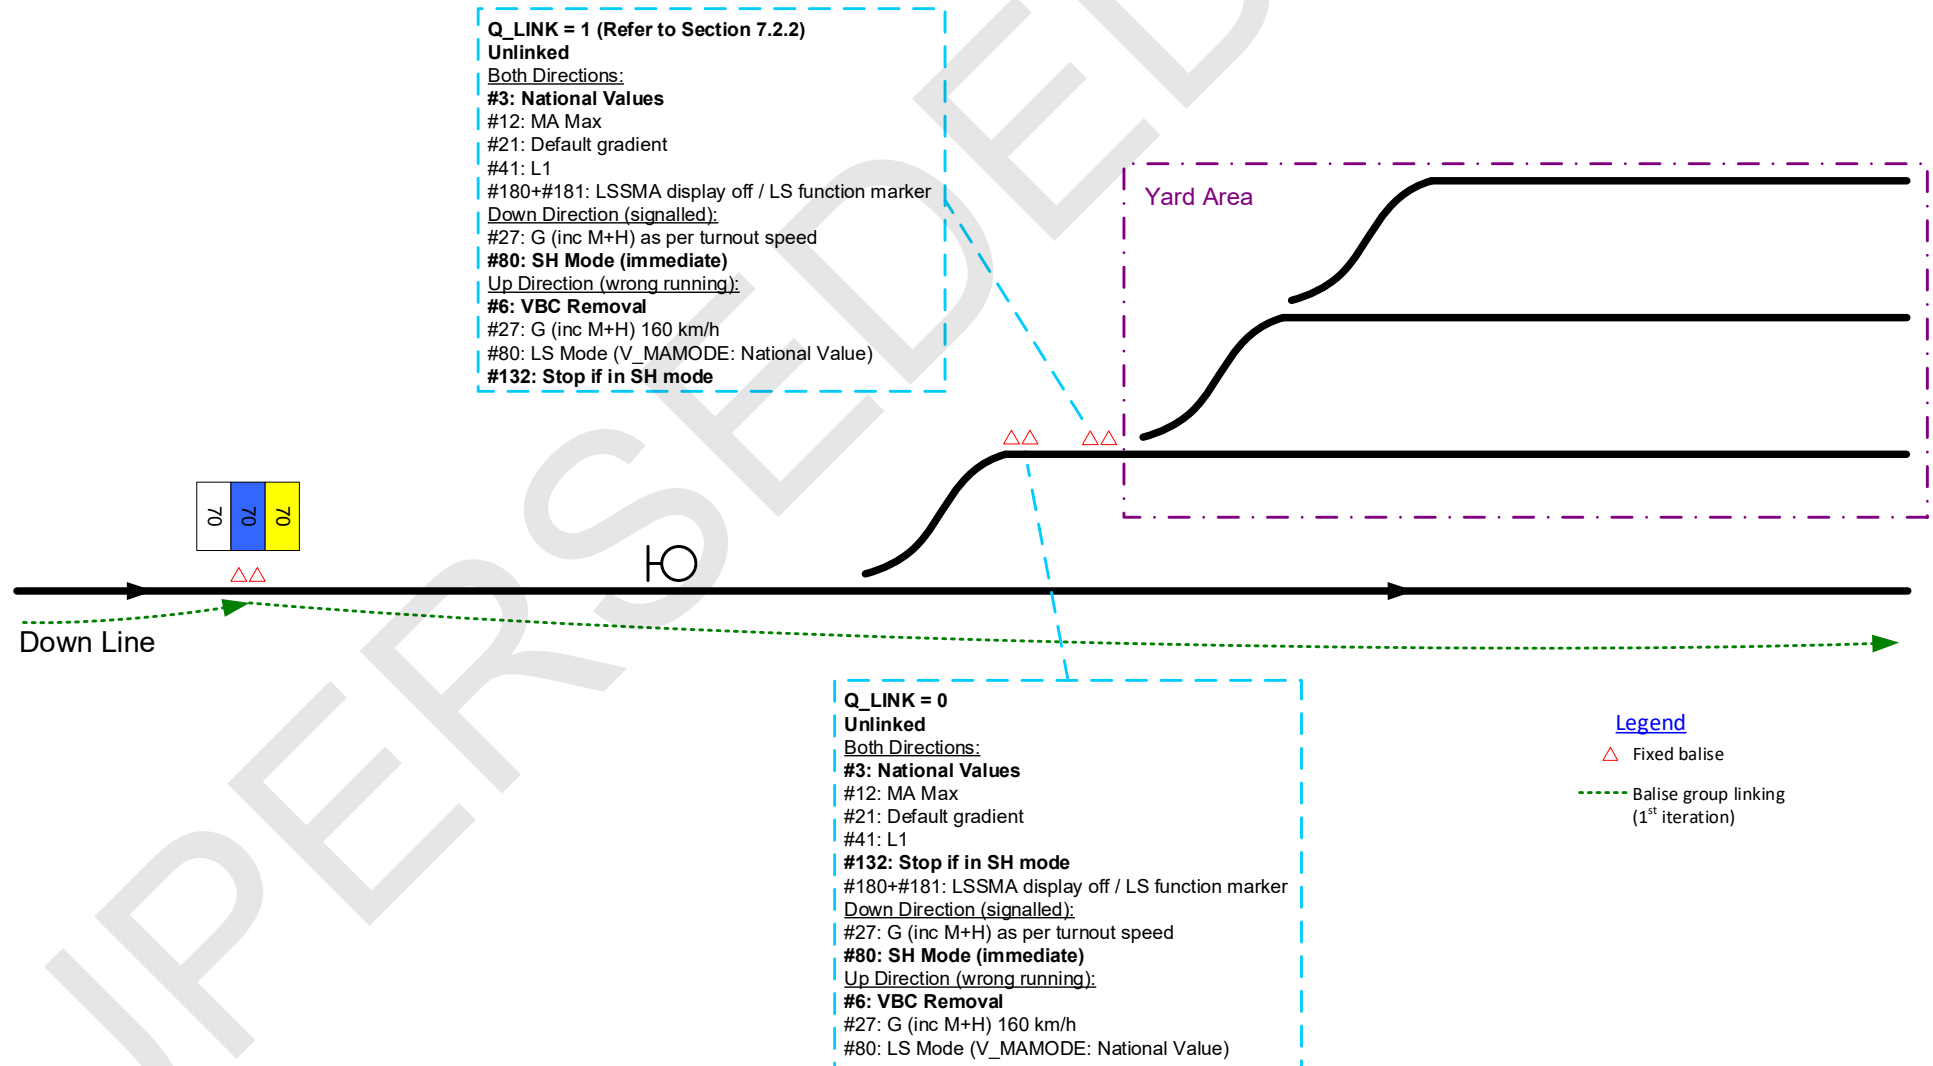 Q_LINK = 1 (Refer to Section 7.2.2)
Unlinked
Both Directions:
#3: National Values
#12: MA Max
#21: Default gradient
#41: L1
#180+#181: LSSMA display off / LS function marker
Down Direction (signalled):
#27: G (inc M+H) as per turnout speed
#80: SH Mode (immediate)
Up Direction (wrong running):
#6: VBC Removal
#27: G (inc M+H) 160 km/h
#80: LS Mode (V_MAMODE: National Value)
#132: Stop if in SH mode
Yard Area
70 70 70
Down Line
Q_LINK = 0
Unlinked
Both Directions:
#3: National Values
#12: MA Max
#21: Default gradient
#41: L1
#132: Stop if in SH mode
#180+#181: LSSMA display off / LS function marker
Down Direction (signalled):
#27: G (inc M+H) as per turnout speed
#80: SH Mode (immediate)
Up Direction (wrong running):
#6: VBC Removal
#27: G (inc M+H) 160 km/h
#80: LS Mode (V_MAMODE: National Value)
Legend
Fixed balise
Balise group linking
(1st iteration)
IPERSEDED